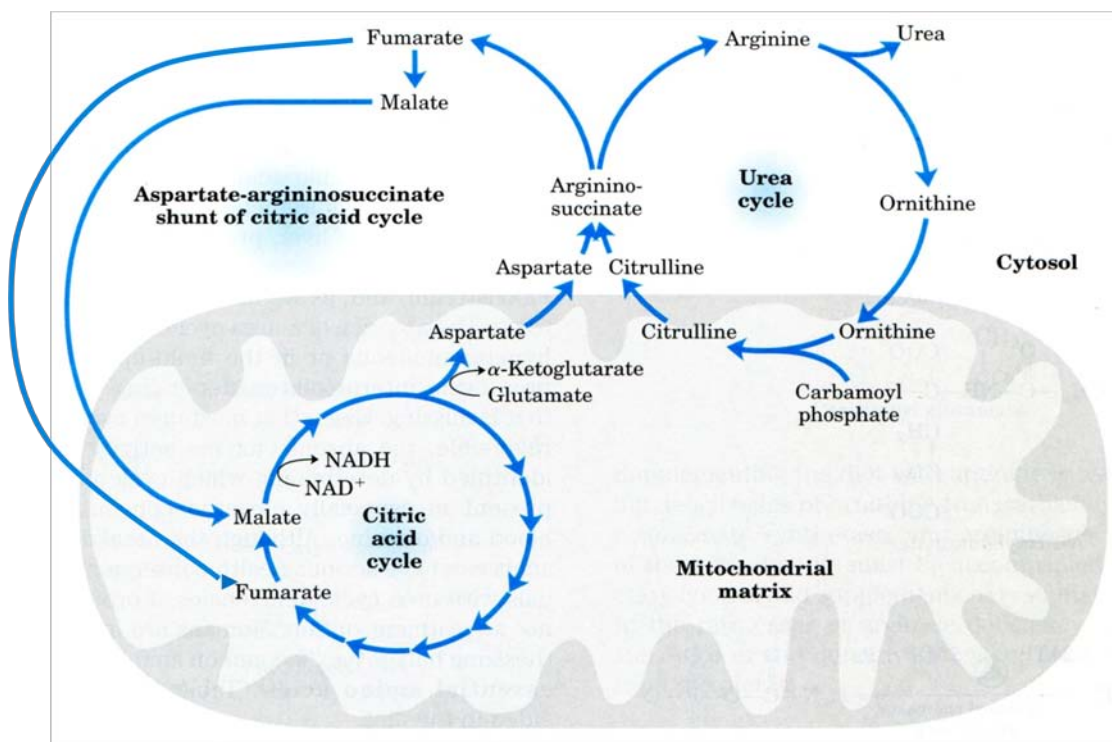 Fumarate
Malate
Arginine
Urea
Aspartate-argininosuccinate
shunt of citric acid cycle
Arginino-
succinate
Urea
cycle
Ornithine
Aspartate
Citrulline
Cytosol
Aspartate
Citrulline
Ornithine
α-Ketoglutarate
Glutamate
Carbamoyl
phosphate
NADH
NAD⁺
Malate
Citric
acid
cycle
Mitochondrial
matrix
Fumarate